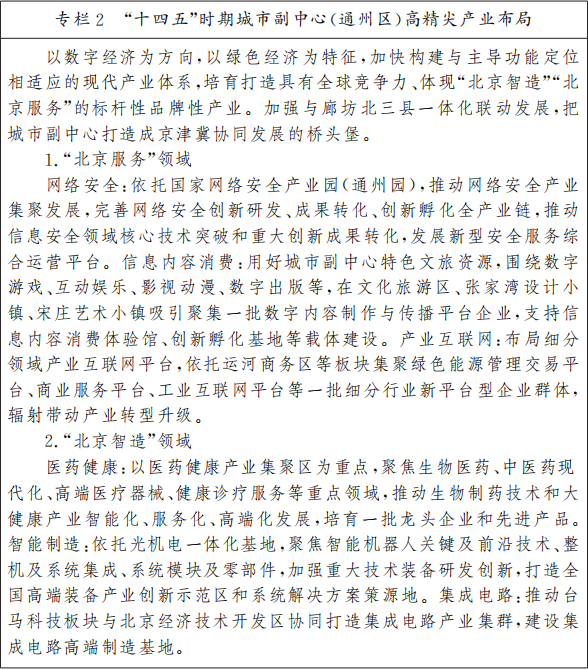 专栏2 “十四五”时期城市副中心(通州区)高精尖产业布局
以数字经济为方向,以绿色经济为特征,加快构建与主导功能定位
相适应的现代产业体系,培育打造具有全球竞争力、体现“北京智造”“北
京服务”的标杆性品牌性产业。加强与廊坊北三县一体化联动发展,把
城市副中心打造成京津冀协同发展的桥头堡。
1.“北京服务”领域
网络安全:依托国家网络安全产业园(通州园),推动网络安全产业
集聚发展,完善网络安全创新研发、成果转化、创新孵化全产业链,推动
信息安全领域核心技术突破和重大创新成果转化,发展新型安全服务综
合运营平台。信息内容消费:用好城市副中心特色文旅资源,围绕数字
游戏、互动娱乐、影视动漫、数字出版等,在文化旅游区、张家湾设计小
镇、宋庄艺术小镇吸引聚集一批数字内容制作与传播平台企业,支持信
息内容消费体验馆、创新孵化基地等载体建设。产业互联网:布局细分
领域产业互联网平台,依托运河商务区等板块集聚绿色能源管理交易平
台、商业服务平台、工业互联网平台等一批细分行业新平台型企业群体,
辐射带动产业转型升级。
2.“北京智造”领域
医药健康:以医药健康产业集聚区为重点,聚焦生物医药、中医药现
代化、高端医疗器械、健康诊疗服务等重点领域,推动生物制药技术和大
健康产业智能化、服务化、高端化发展,培育一批龙头企业和先进产品。
智能制造:依托光机电一体化基地,聚焦智能机器人关键及前沿技术、整
机及系统集成、系统模块及零部件,加强重大技术装备研发创新,打造全
国高端装备产业创新示范区和系统解决方案策源地。集成电路:推动台
马科技板块与北京经济技术开发区协同打造集成电路产业集群,建设集
成电路高端制造基地。